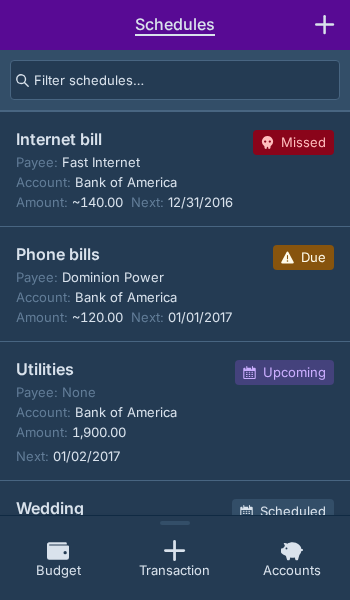 Schedules
Filter schedules...
Internet bill
Missed
Payee: Fast Internet
Account: Bank of America
Amount: ~140.00 Next: 12/31/2016
Phone bills
Due
Payee: Dominion Power
Account: Bank of America
Amount: ~120.00 Next: 01/01/2017
Utilities
Upcoming
Payee: None
Account: Bank of America
Amount: 1,900.00
Next: 01/02/2017
Wedding
Scheduled
Budget
Transaction
Accounts